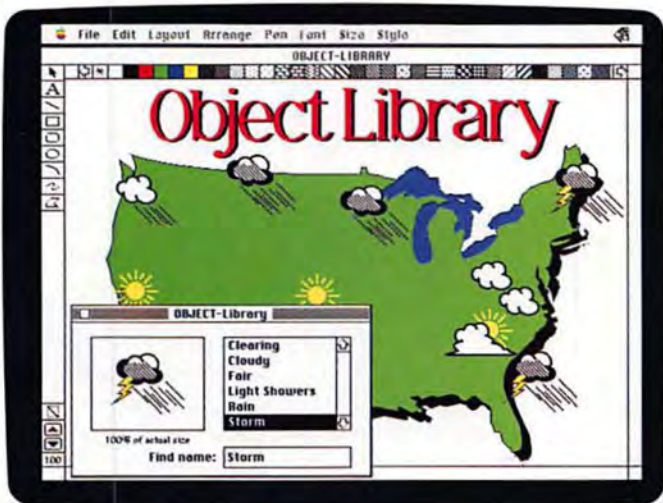 File Edit Layout Arrange Pen Font Size Style
OBJECT-LIBRARY
A
Object Library
OBJECT-Library
Clearing
Cloudy
Fair
Light Showers
Rain
Storm
100% of actual size
Find name: Storm
100